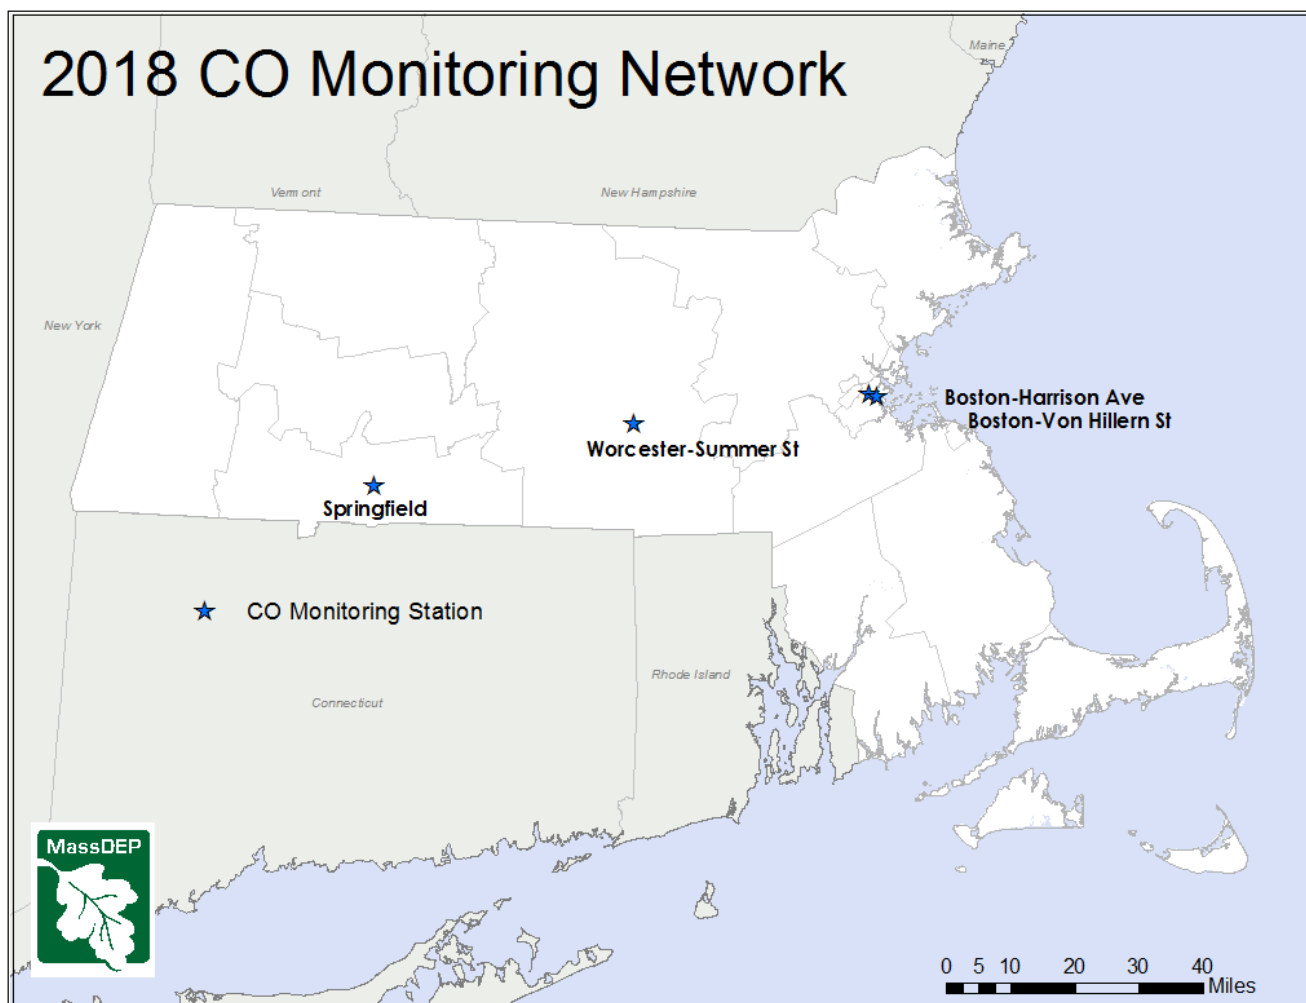 2018 CO Monitoring Network
Maine
Vermont
New Hampshire
New York
Boston-Harrison Ave
Boston-Von Hillern St
Worcester-Summer St
Springfield
CO Monitoring Station
Rhode Island
Connecticut
MassDEP
0 5 10 20 30 40
Miles